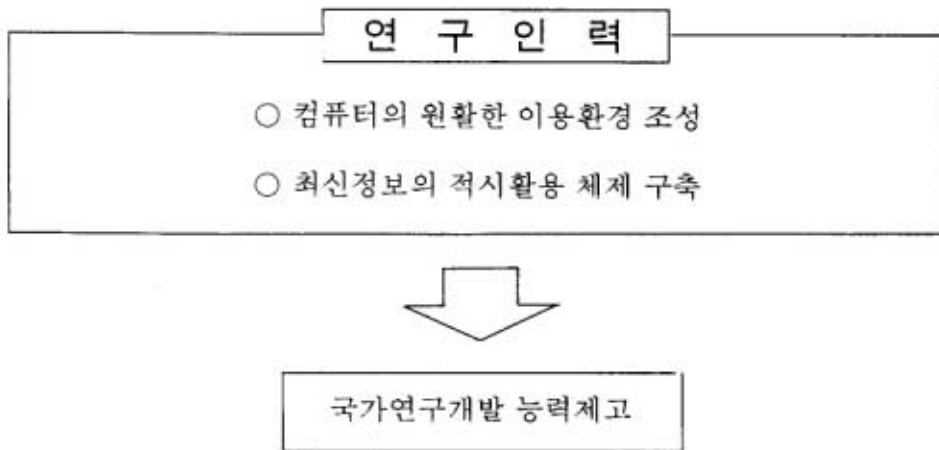 연 구 인 력
○ 컴퓨터의 원활한 이용환경 조성
○ 최신정보의 적시활용 체제 구축
국가연구개발 능력제고